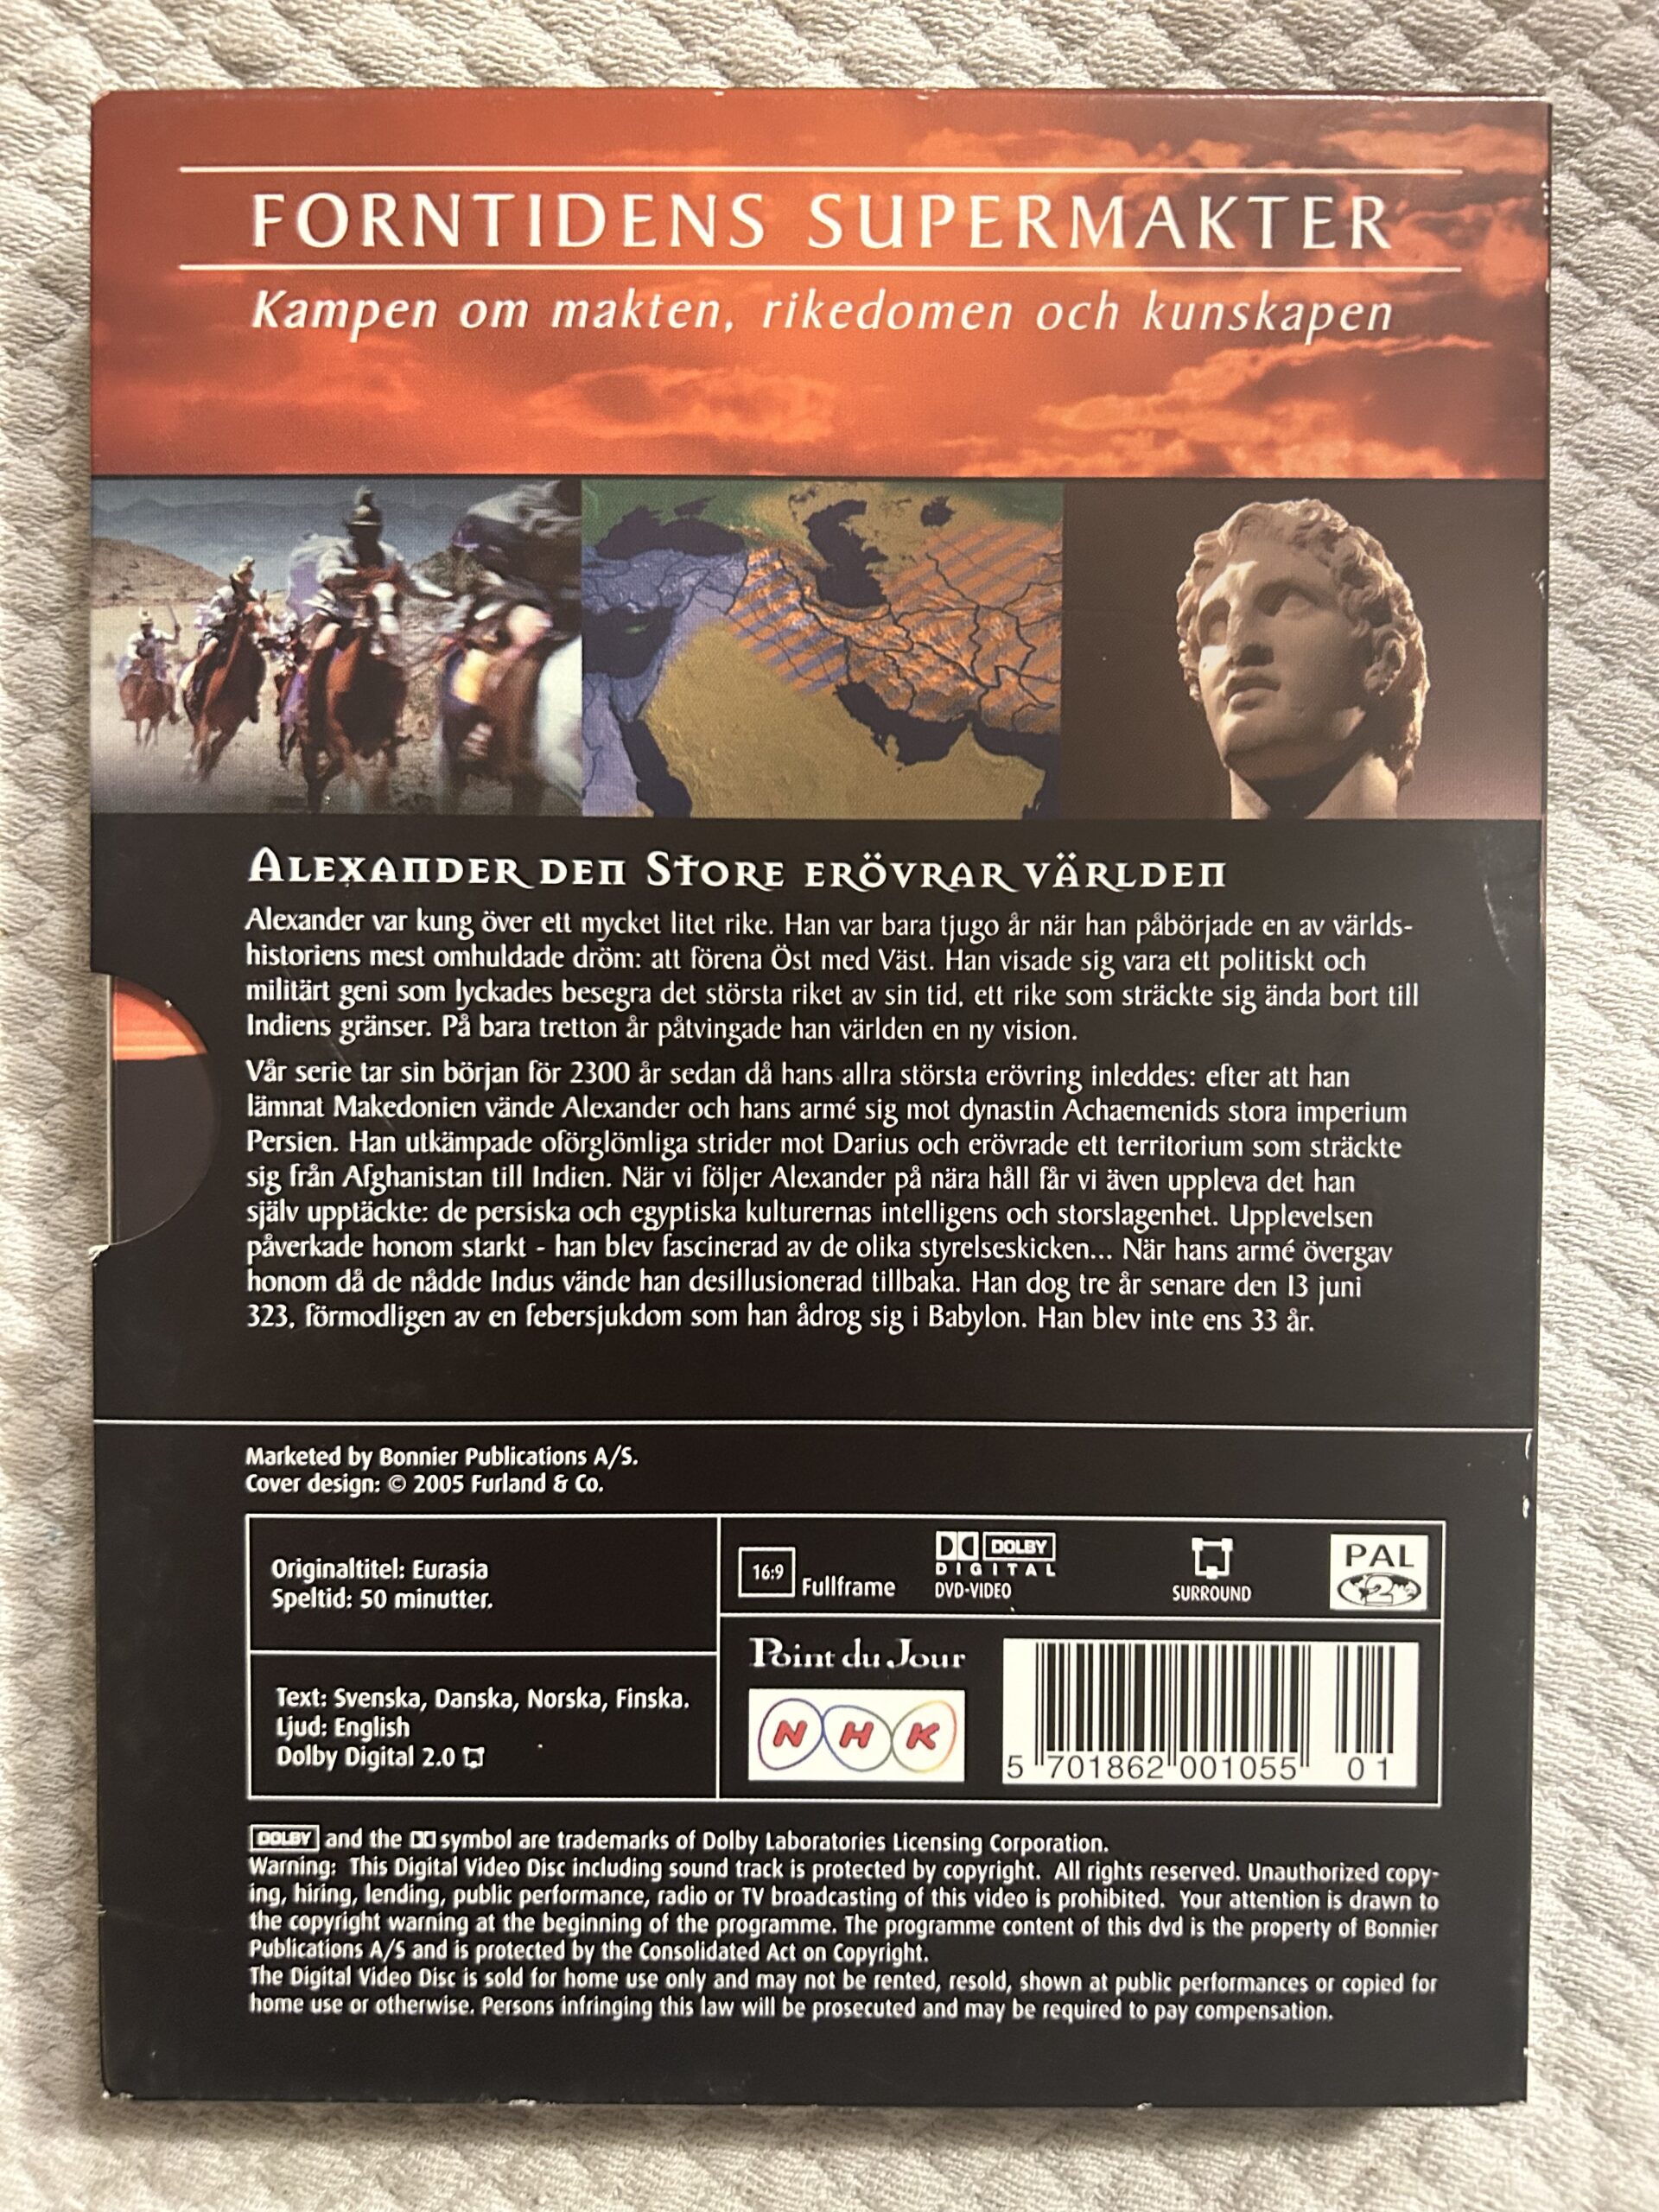 FORNTIDENS SUPERMAKTER
Kampen om makten, rikedomen och kunskapen
Alexander den Store erövrar världen
Alexander var kung över ett mycket litet rike. Han var bara tjugo år när han påbörjade en av världs-
historiens mest omhuldade dröm: att förena Öst med Väst. Han visade sig vara ett politiskt och
militärt geni som lyckades besegra det största riket av sin tid, ett rike som sträckte sig ända bort till
Indiens gränser. På bara tretton år påtvingade han världen en ny vision.
Vår serie tar sin början för 2300 år sedan då hans allra största erövring inleddes: efter att han
lämnat Makedonien vände Alexander och hans armé sig mot dynastin Achaemenids stora imperium
Persien. Han utkämpade oförglömliga strider mot Darius och erövrade ett territorium som sträckte
sig från Afghanistan till Indien. När vi följer Alexander på nära håll får vi även uppleva det han
själv upptäckte: de persiska och egyptiska kulturernas intelligens och storslagenhet. Upplevelsen
påverkade honom starkt - han blev fascinerad av de olika styrelseskicken... När hans armé övergav
honom då de nådde Indus vände han desillusionerad tillbaka. Han dog tre år senare den 13 juni
323, förmodligen av en febersjukdom som han ådrog sig i Babylon. Han blev inte ens 33 år.
Marketed by Bonnier Publications A/S.
Cover design: © 2005 Furland & Co.
Originaltitel: Eurasia
Speltid: 50 minutter.
16:9 Fullframe
DOLBY
DIGITAL
DVD-VIDEO
SURROUND
PAL
2
Text: Svenska, Danska, Norska, Finska.
Ljud: English
Dolby Digital 2.0
Point du Jour
NHK
5 701862 001055 01
DOLBY and the symbol are trademarks of Dolby Laboratories Licensing Corporation.
Warning: This Digital Video Disc including sound track is protected by copyright. All rights reserved. Unauthorized copy-
ing, hiring, lending, public performance, radio or TV broadcasting of this video is prohibited. Your attention is drawn to
the copyright warning at the beginning of the programme. The programme content of this dvd is the property of Bonnier
Publications A/S and is protected by the Consolidated Act on Copyright.
The Digital Video Disc is sold for home use only and may not be rented, resold, shown at public performances or copied for
home use or otherwise. Persons infringing this law will be prosecuted and may be required to pay compensation.